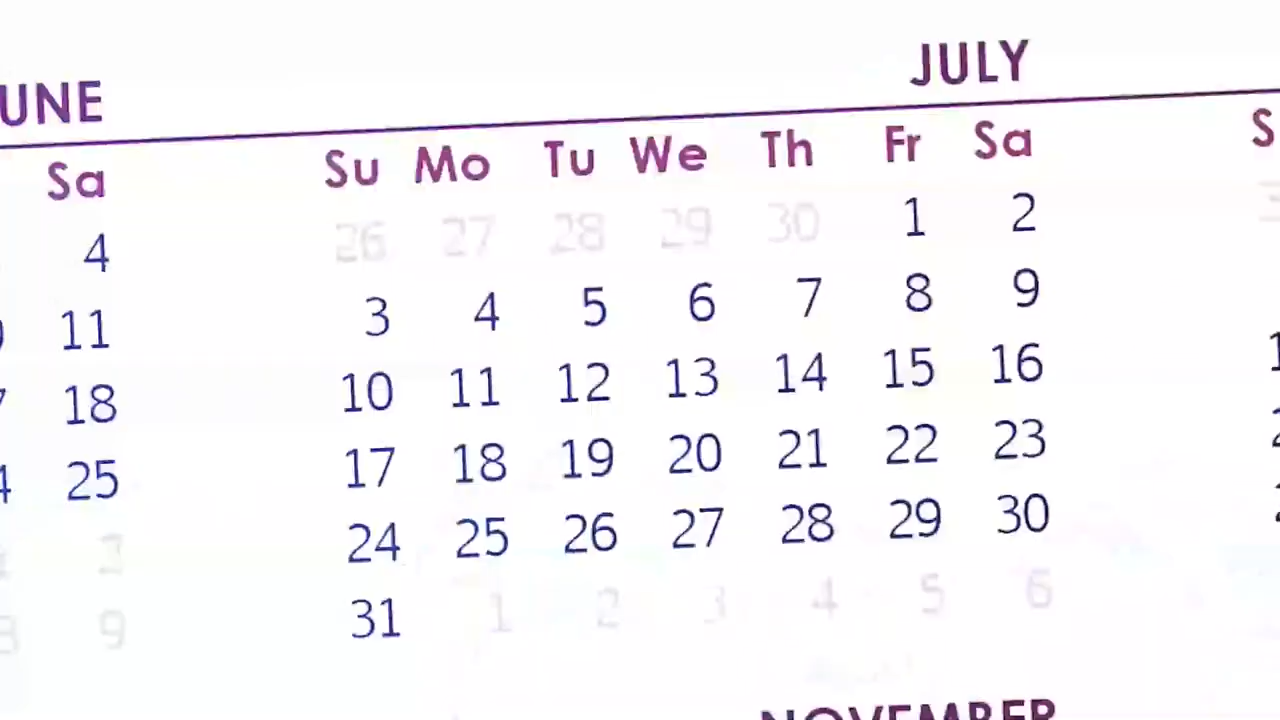 UNE JULY
Sa Su Mo Tu We Th Fr Sa S
4 26 27 28 29 30 1 2
11 3 4 5 6 7 8 9
18 10 11 12 13 14 15 16
25 17 18 19 20 21 22 23
2 24 25 26 27 28 29 30
9 31 1 2 3 4 5 6
NOVEMBER